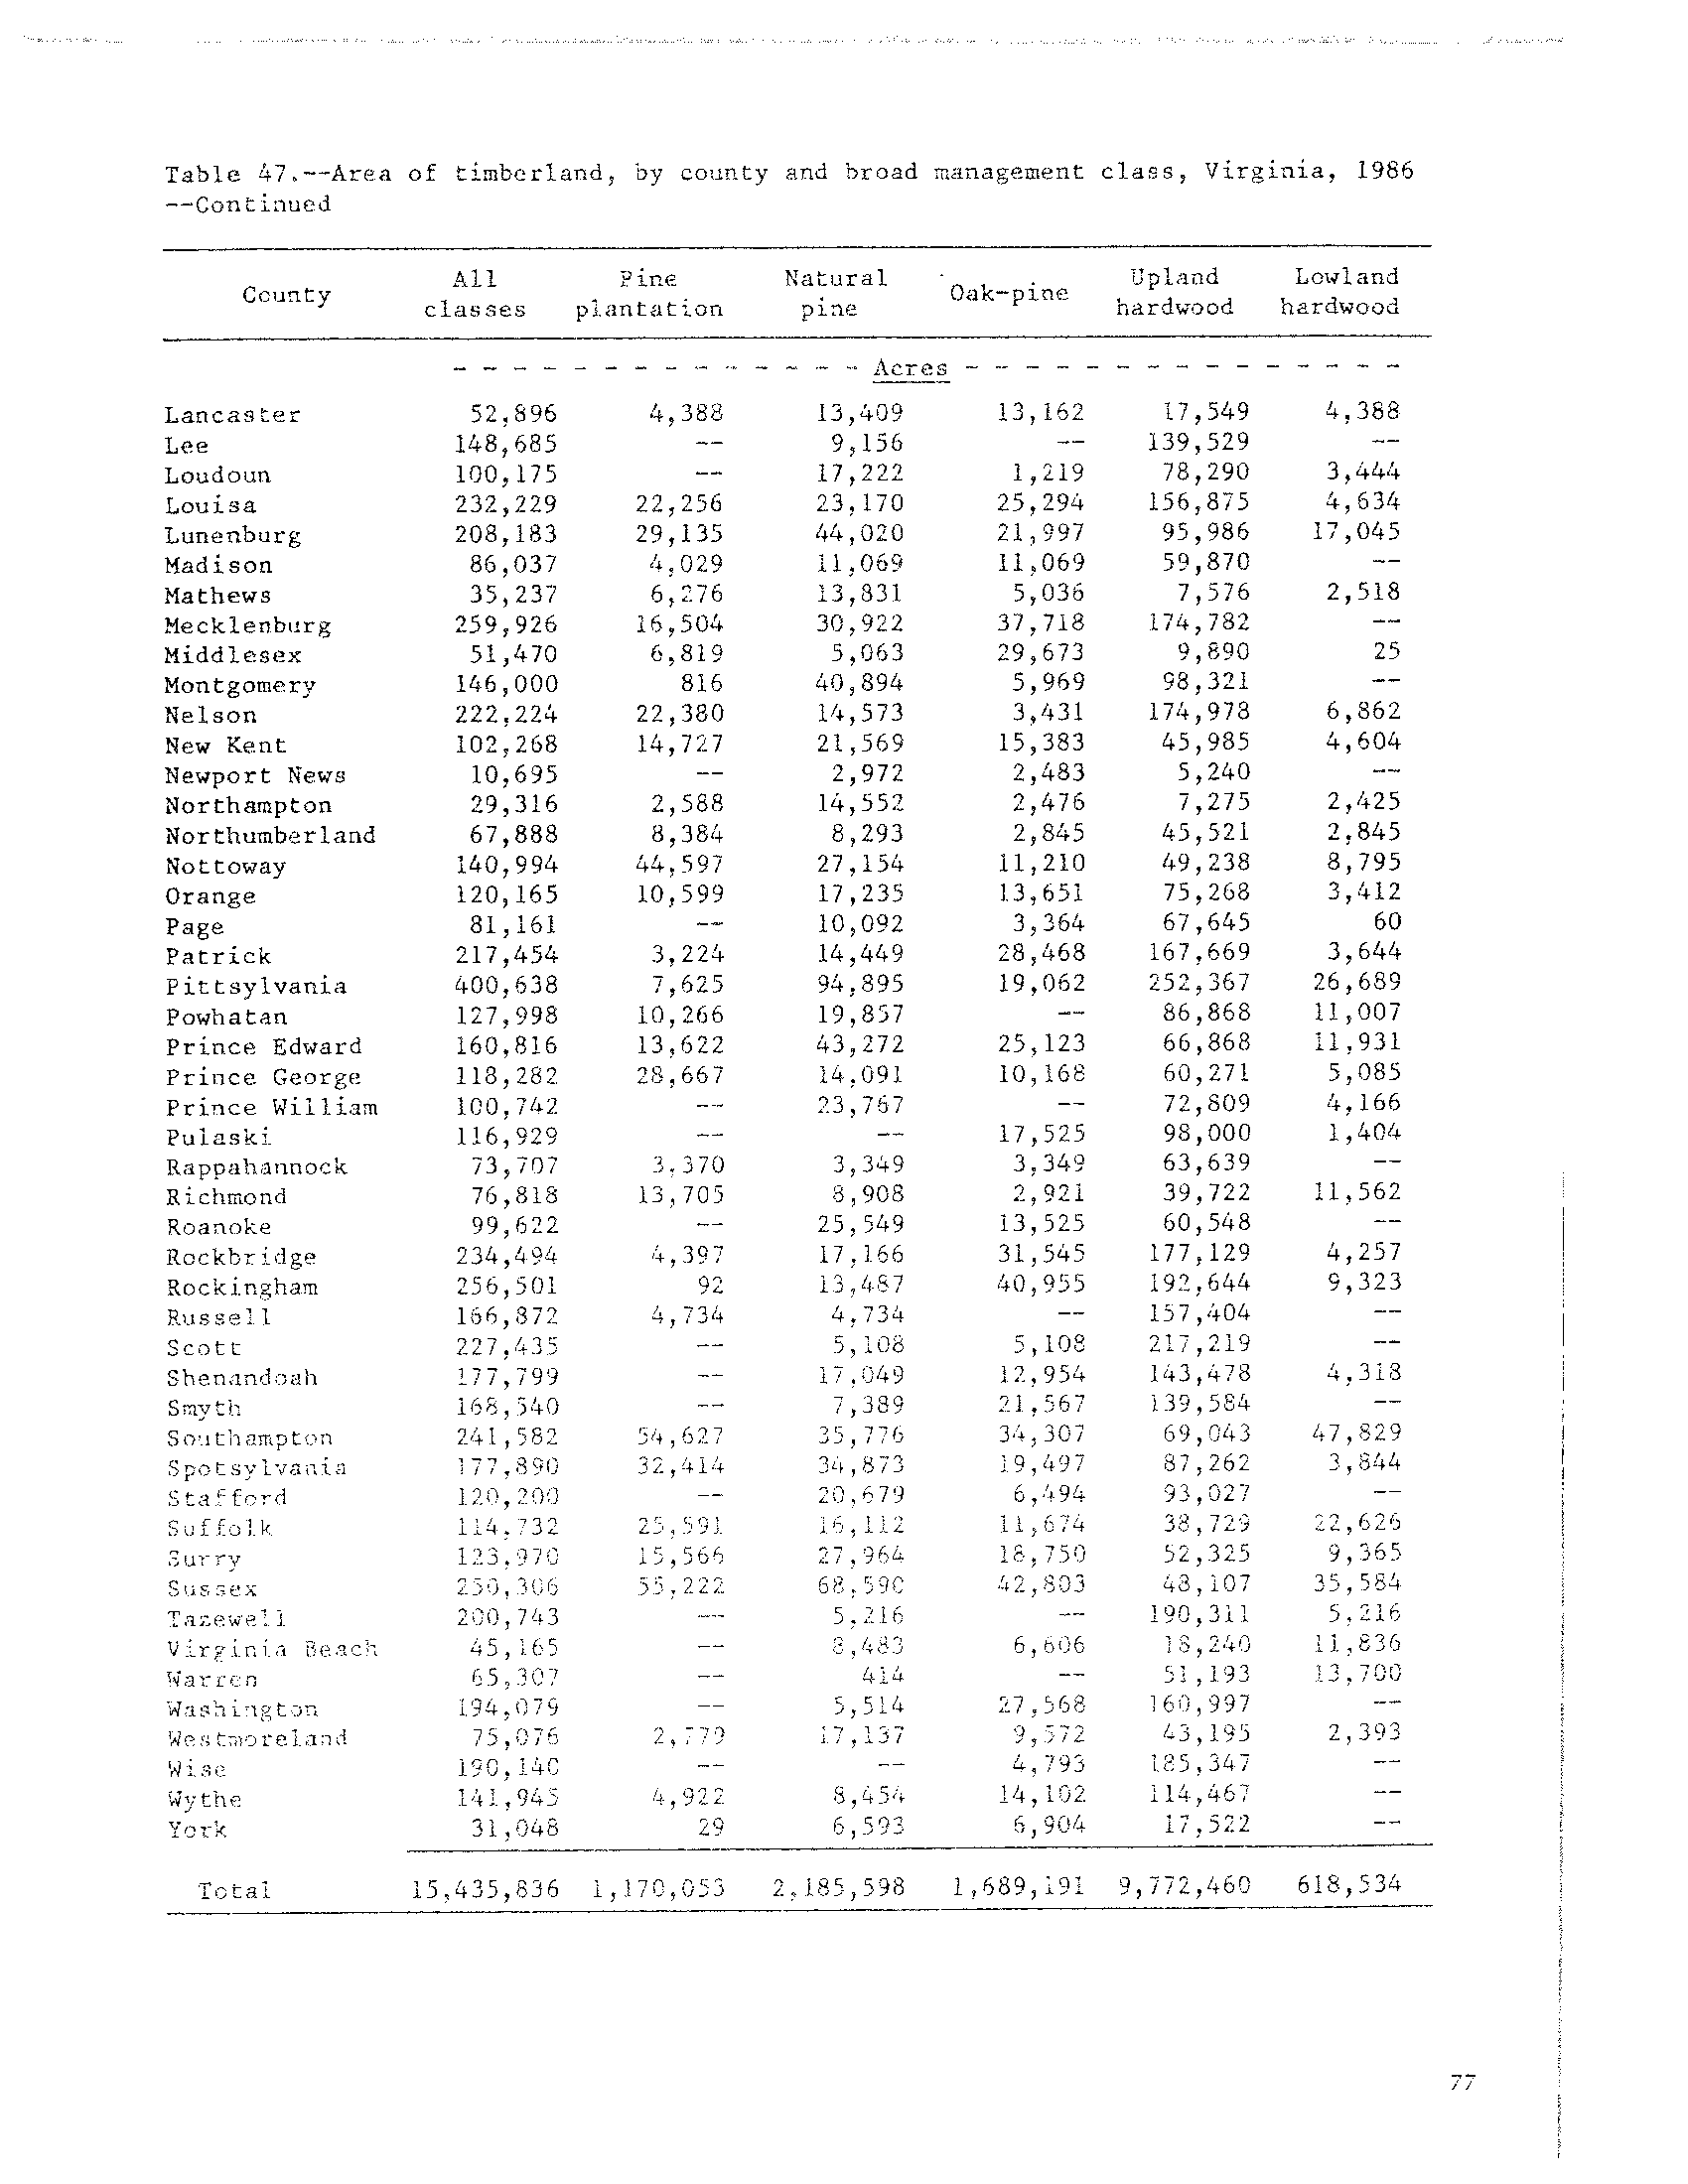 Table 47.--Area of timberland, by county and broad management class, Virginia, 1986
--Continued
County All classes Pine plantation Natural pine Oak-pine Upland hardwood Lowland hardwood
- - - - - - - - - - - - - - Acres - - - - - - - - - - - - - - -
Lancaster 52,896 4,388 13,409 13,162 17,549 4,388
Lee 148,685 -- 9,156 -- 139,529 --
Loudoun 100,175 -- 17,222 1,219 78,290 3,444
Louisa 232,229 22,256 23,170 25,294 156,875 4,634
Lunenburg 208,183 29,135 44,020 21,997 95,986 17,045
Madison 86,037 4,029 11,069 11,069 59,870 --
Mathews 35,237 6,276 13,831 5,036 7,576 2,518
Mecklenburg 259,926 16,504 30,922 37,718 174,782 --
Middlesex 51,470 6,819 5,063 29,673 9,890 25
Montgomery 146,000 816 40,894 5,969 98,321 --
Nelson 222,224 22,380 14,573 3,431 174,978 6,862
New Kent 102,268 14,727 21,569 15,383 45,985 4,604
Newport News 10,695 -- 2,972 2,483 5,240 --
Northampton 29,316 2,588 14,552 2,476 7,275 2,425
Northumberland 67,888 8,384 8,293 2,845 45,521 2,845
Nottoway 140,994 44,597 27,154 11,210 49,238 8,795
Orange 120,165 10,599 17,235 13,651 75,268 3,412
Page 81,161 -- 10,092 3,364 67,645 60
Patrick 217,454 3,224 14,449 28,468 167,669 3,644
Pittsylvania 400,638 7,625 94,895 19,062 252,367 26,689
Powhatan 127,998 10,266 19,857 -- 86,868 11,007
Prince Edward 160,816 13,622 43,272 25,123 66,868 11,931
Prince George 118,282 28,667 14,091 10,168 60,271 5,085
Prince William 100,742 -- 23,767 -- 72,809 4,166
Pulaski 116,929 -- -- 17,525 98,000 1,404
Rappahannock 73,707 3,370 3,349 3,349 63,639 --
Richmond 76,818 13,705 8,908 2,921 39,722 11,562
Roanoke 99,622 -- 25,549 13,525 60,548 --
Rockbridge 234,494 4,397 17,166 31,545 177,129 4,257
Rockingham 256,501 92 13,487 40,955 192,644 9,323
Russell 166,872 4,734 4,734 -- 157,404 --
Scott 227,435 -- 5,108 5,108 217,219 --
Shenandoah 177,799 -- 17,049 12,954 143,478 4,318
Smyth 168,540 -- 7,389 21,567 139,584 --
Southampton 241,582 54,627 35,776 34,307 69,043 47,829
Spotsylvania 177,890 32,414 34,873 19,497 87,262 3,844
Stafford 120,200 -- 20,679 6,494 93,027 --
Suffolk 114,732 25,591 16,112 11,674 38,729 22,626
Surry 123,970 15,566 27,964 18,750 52,325 9,365
Sussex 250,306 55,222 68,590 42,803 48,107 35,584
Tazewell 200,743 -- 5,216 -- 190,311 5,216
Virginia Beach 45,165 -- 8,483 6,606 18,240 11,836
Warren 65,307 -- 414 -- 51,193 13,700
Washington 194,079 -- 5,514 27,568 160,997 --
Westmoreland 75,076 2,779 17,137 9,572 43,195 2,393
Wise 190,140 -- -- 4,793 185,347 --
Wythe 141,945 4,922 8,454 14,102 114,467 --
York 31,048 29 6,593 6,904 17,522 --
Total 15,435,836 1,170,053 2,185,598 1,689,191 9,772,460 618,534
77